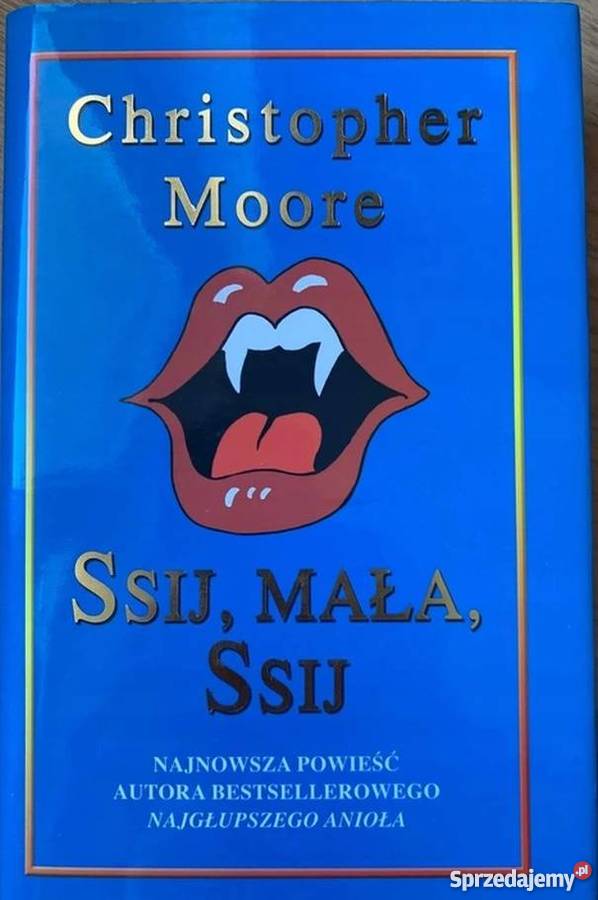 Christopher
Moore
SSIJ, MAŁA,
SSIJ
NAJNOWSZA POWIEŚĆ
AUTORA BESTSELLEROWEGO
NAJGŁUPSZEGO ANIOŁA
Sprzedajemy.pl